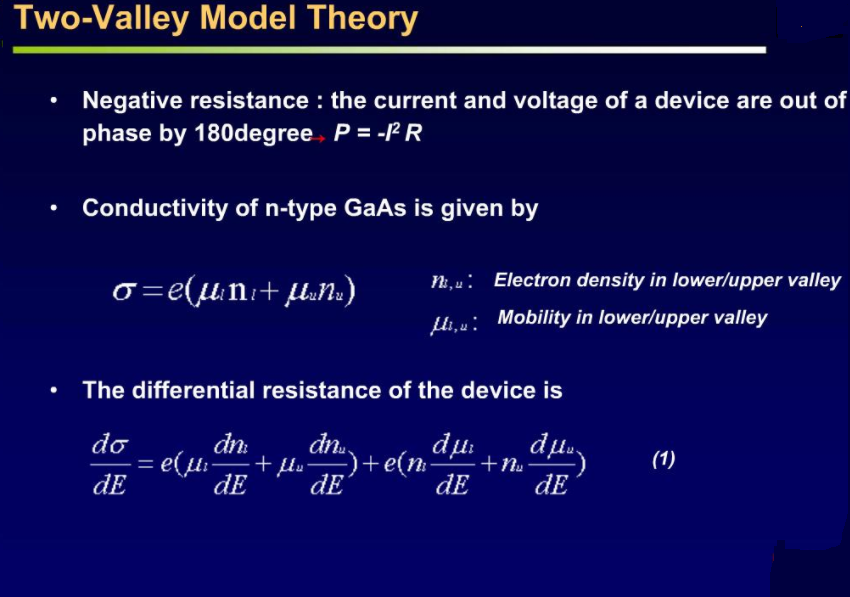 Two-Valley Model Theory
• Negative resistance : the current and voltage of a device are out of
phase by 180degree→ P = -I² R
• Conductivity of n-type GaAs is given by
σ = e(μₗnₗ + μᵤnᵤ)
nₗ,ᵤ : Electron density in lower/upper valley
μₗ,ᵤ : Mobility in lower/upper valley
• The differential resistance of the device is
dσ/dE = e(μₗ dnₗ/dE + μᵤ dnᵤ/dE) + e(nₗ dμₗ/dE + nᵤ dμᵤ/dE) (1)